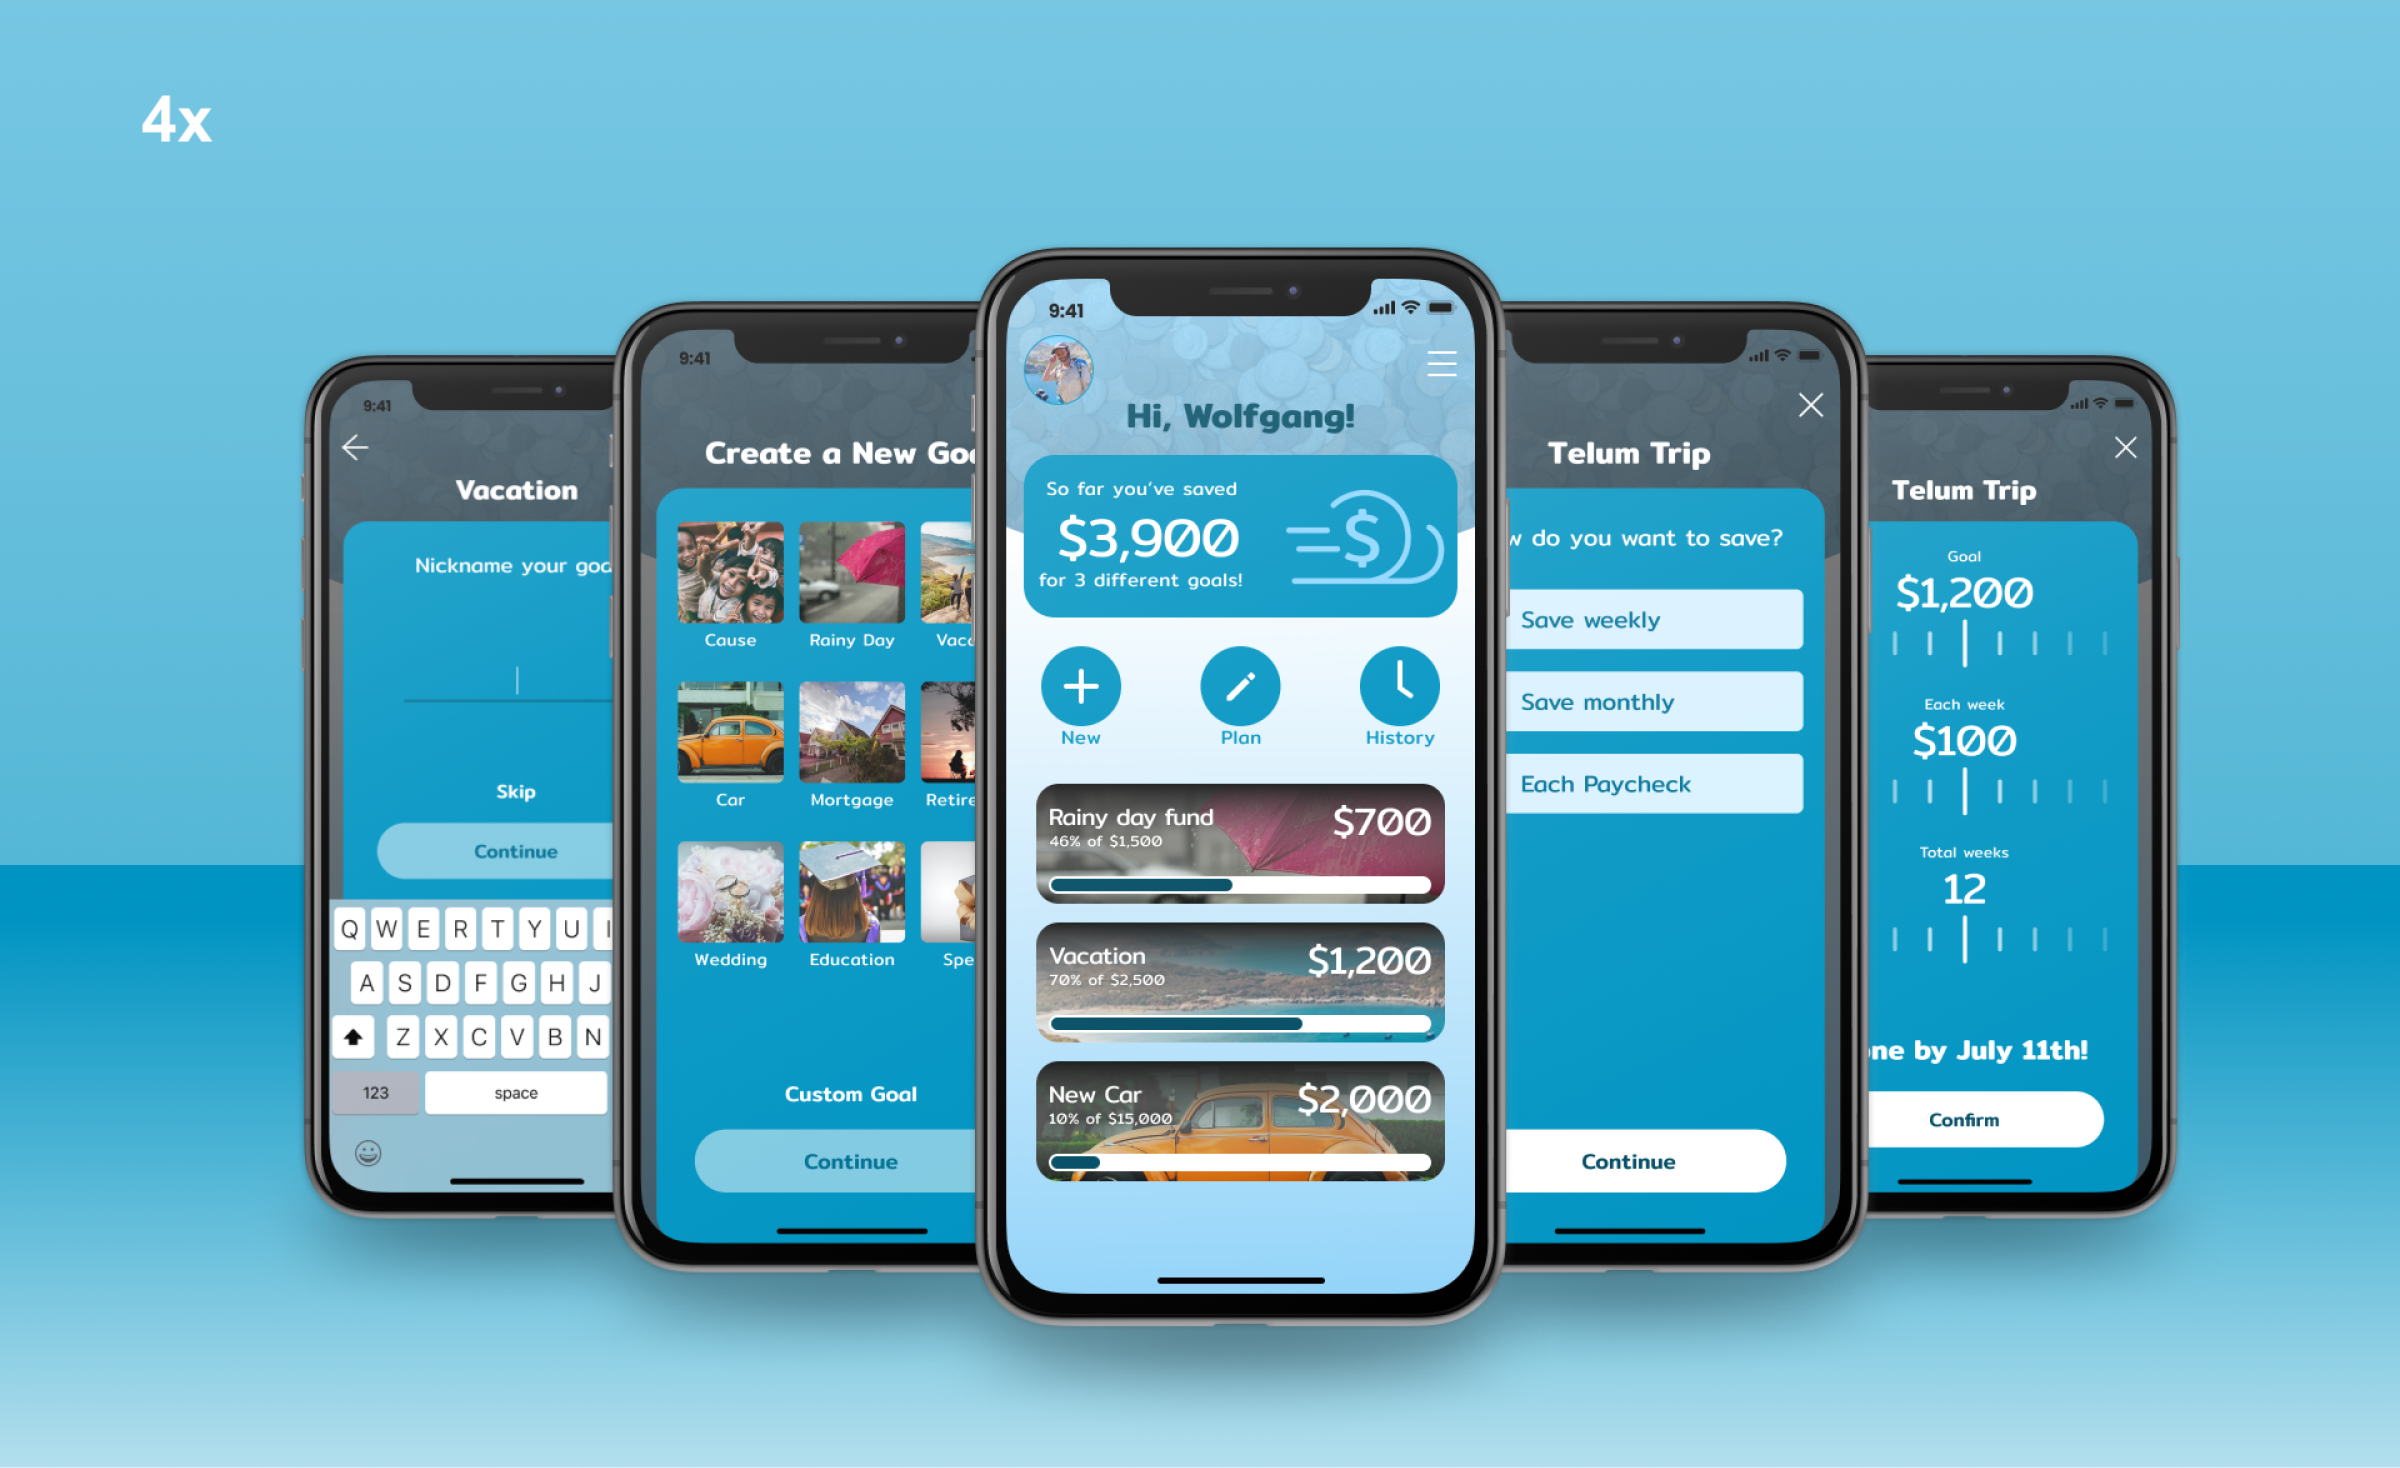 4x
9:41
Vacation
Nickname your goa
Skip
Continue
Q W E R T Y U I
A S D F G H J
Z X C V B N
123 space
9:41
Create a New Goa
Cause Rainy Day Vaca
Car Mortgage Retire
Wedding Education Spe
Custom Goal
Continue
9:41
Hi, Wolfgang!
So far you've saved
$3,900
for 3 different goals!
$
New Plan History
Rainy day fund $700
46% of $1,500
Vacation $1,200
70% of $2,500
New Car $2,000
10% of $15,000
Telum Trip
w do you want to save?
Save weekly
Save monthly
Each Paycheck
Continue
Telum Trip
Goal
$1,200
Each week
$100
Total weeks
12
ne by July 11th!
Confirm